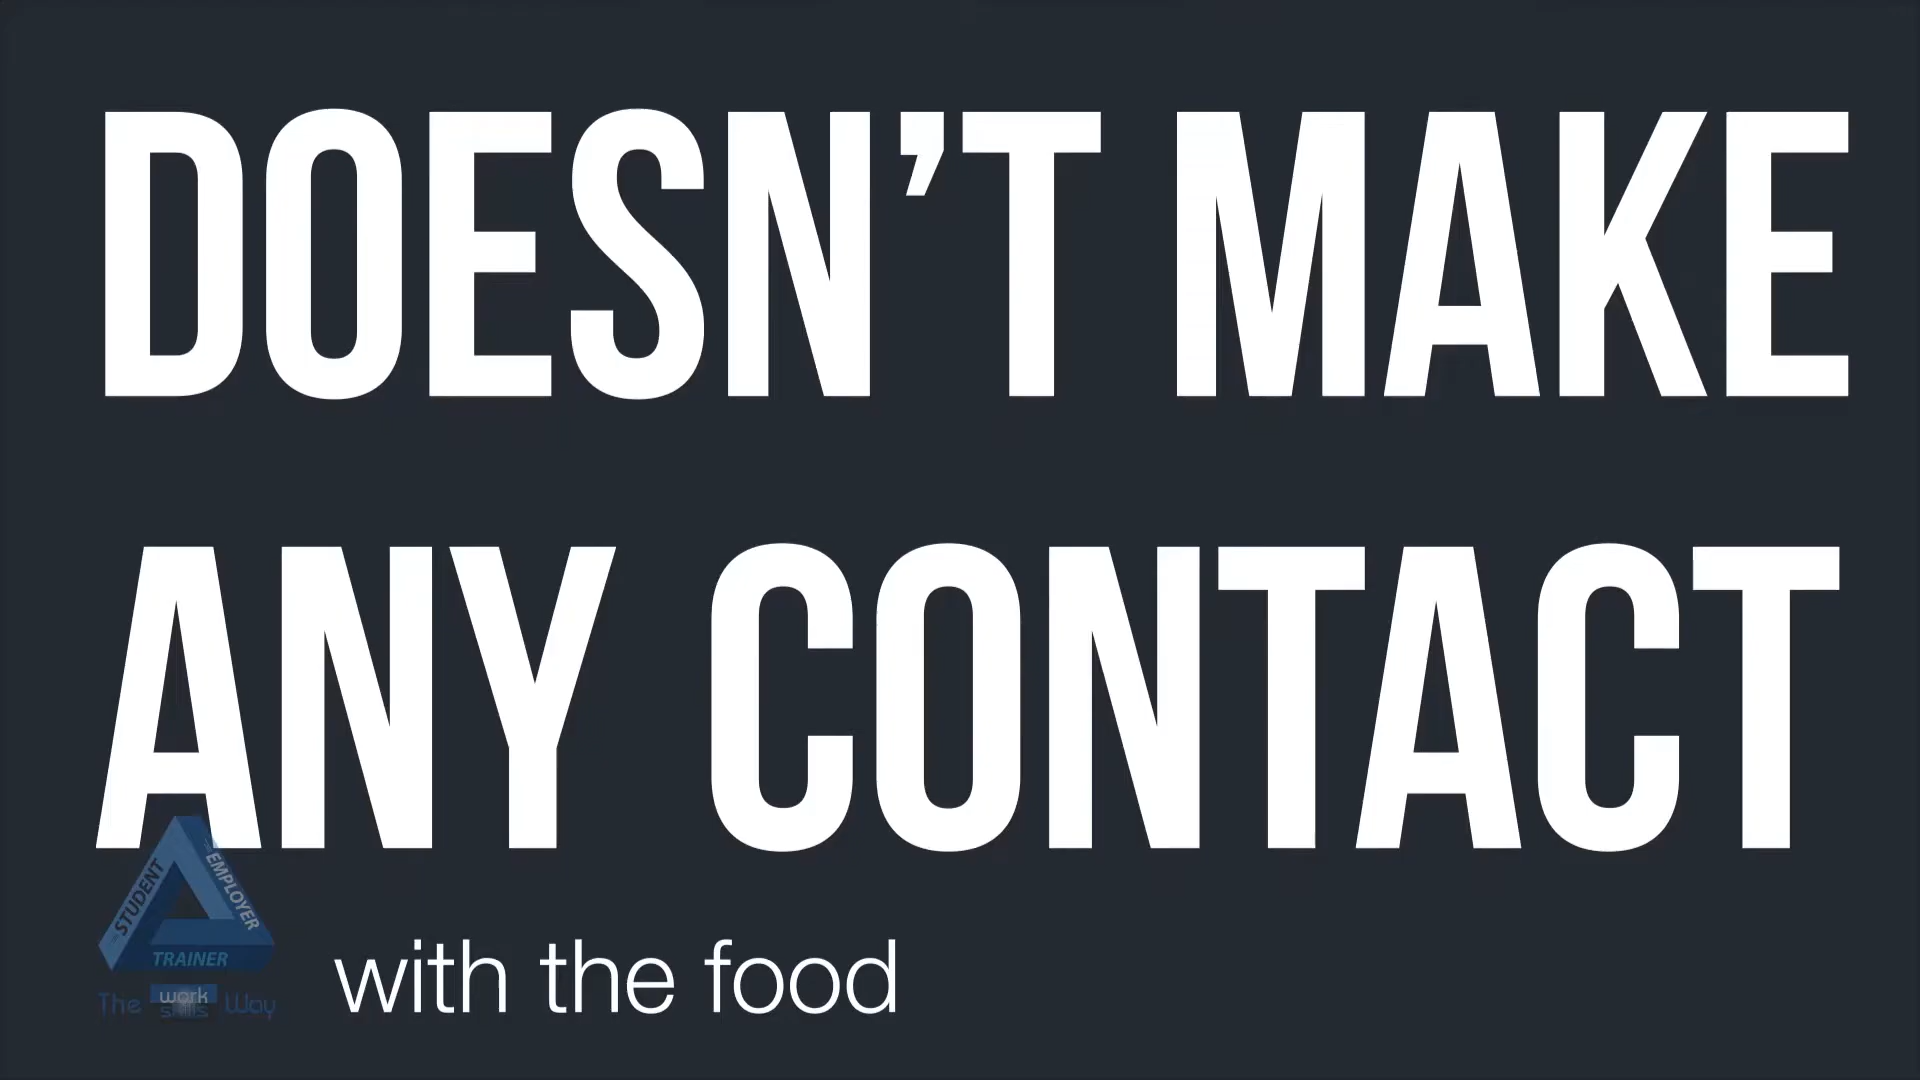 DOESN’T MAKE
ANY CONTACT
with the food
STUDENT
EMPLOYER
TRAINER
The work skills Way